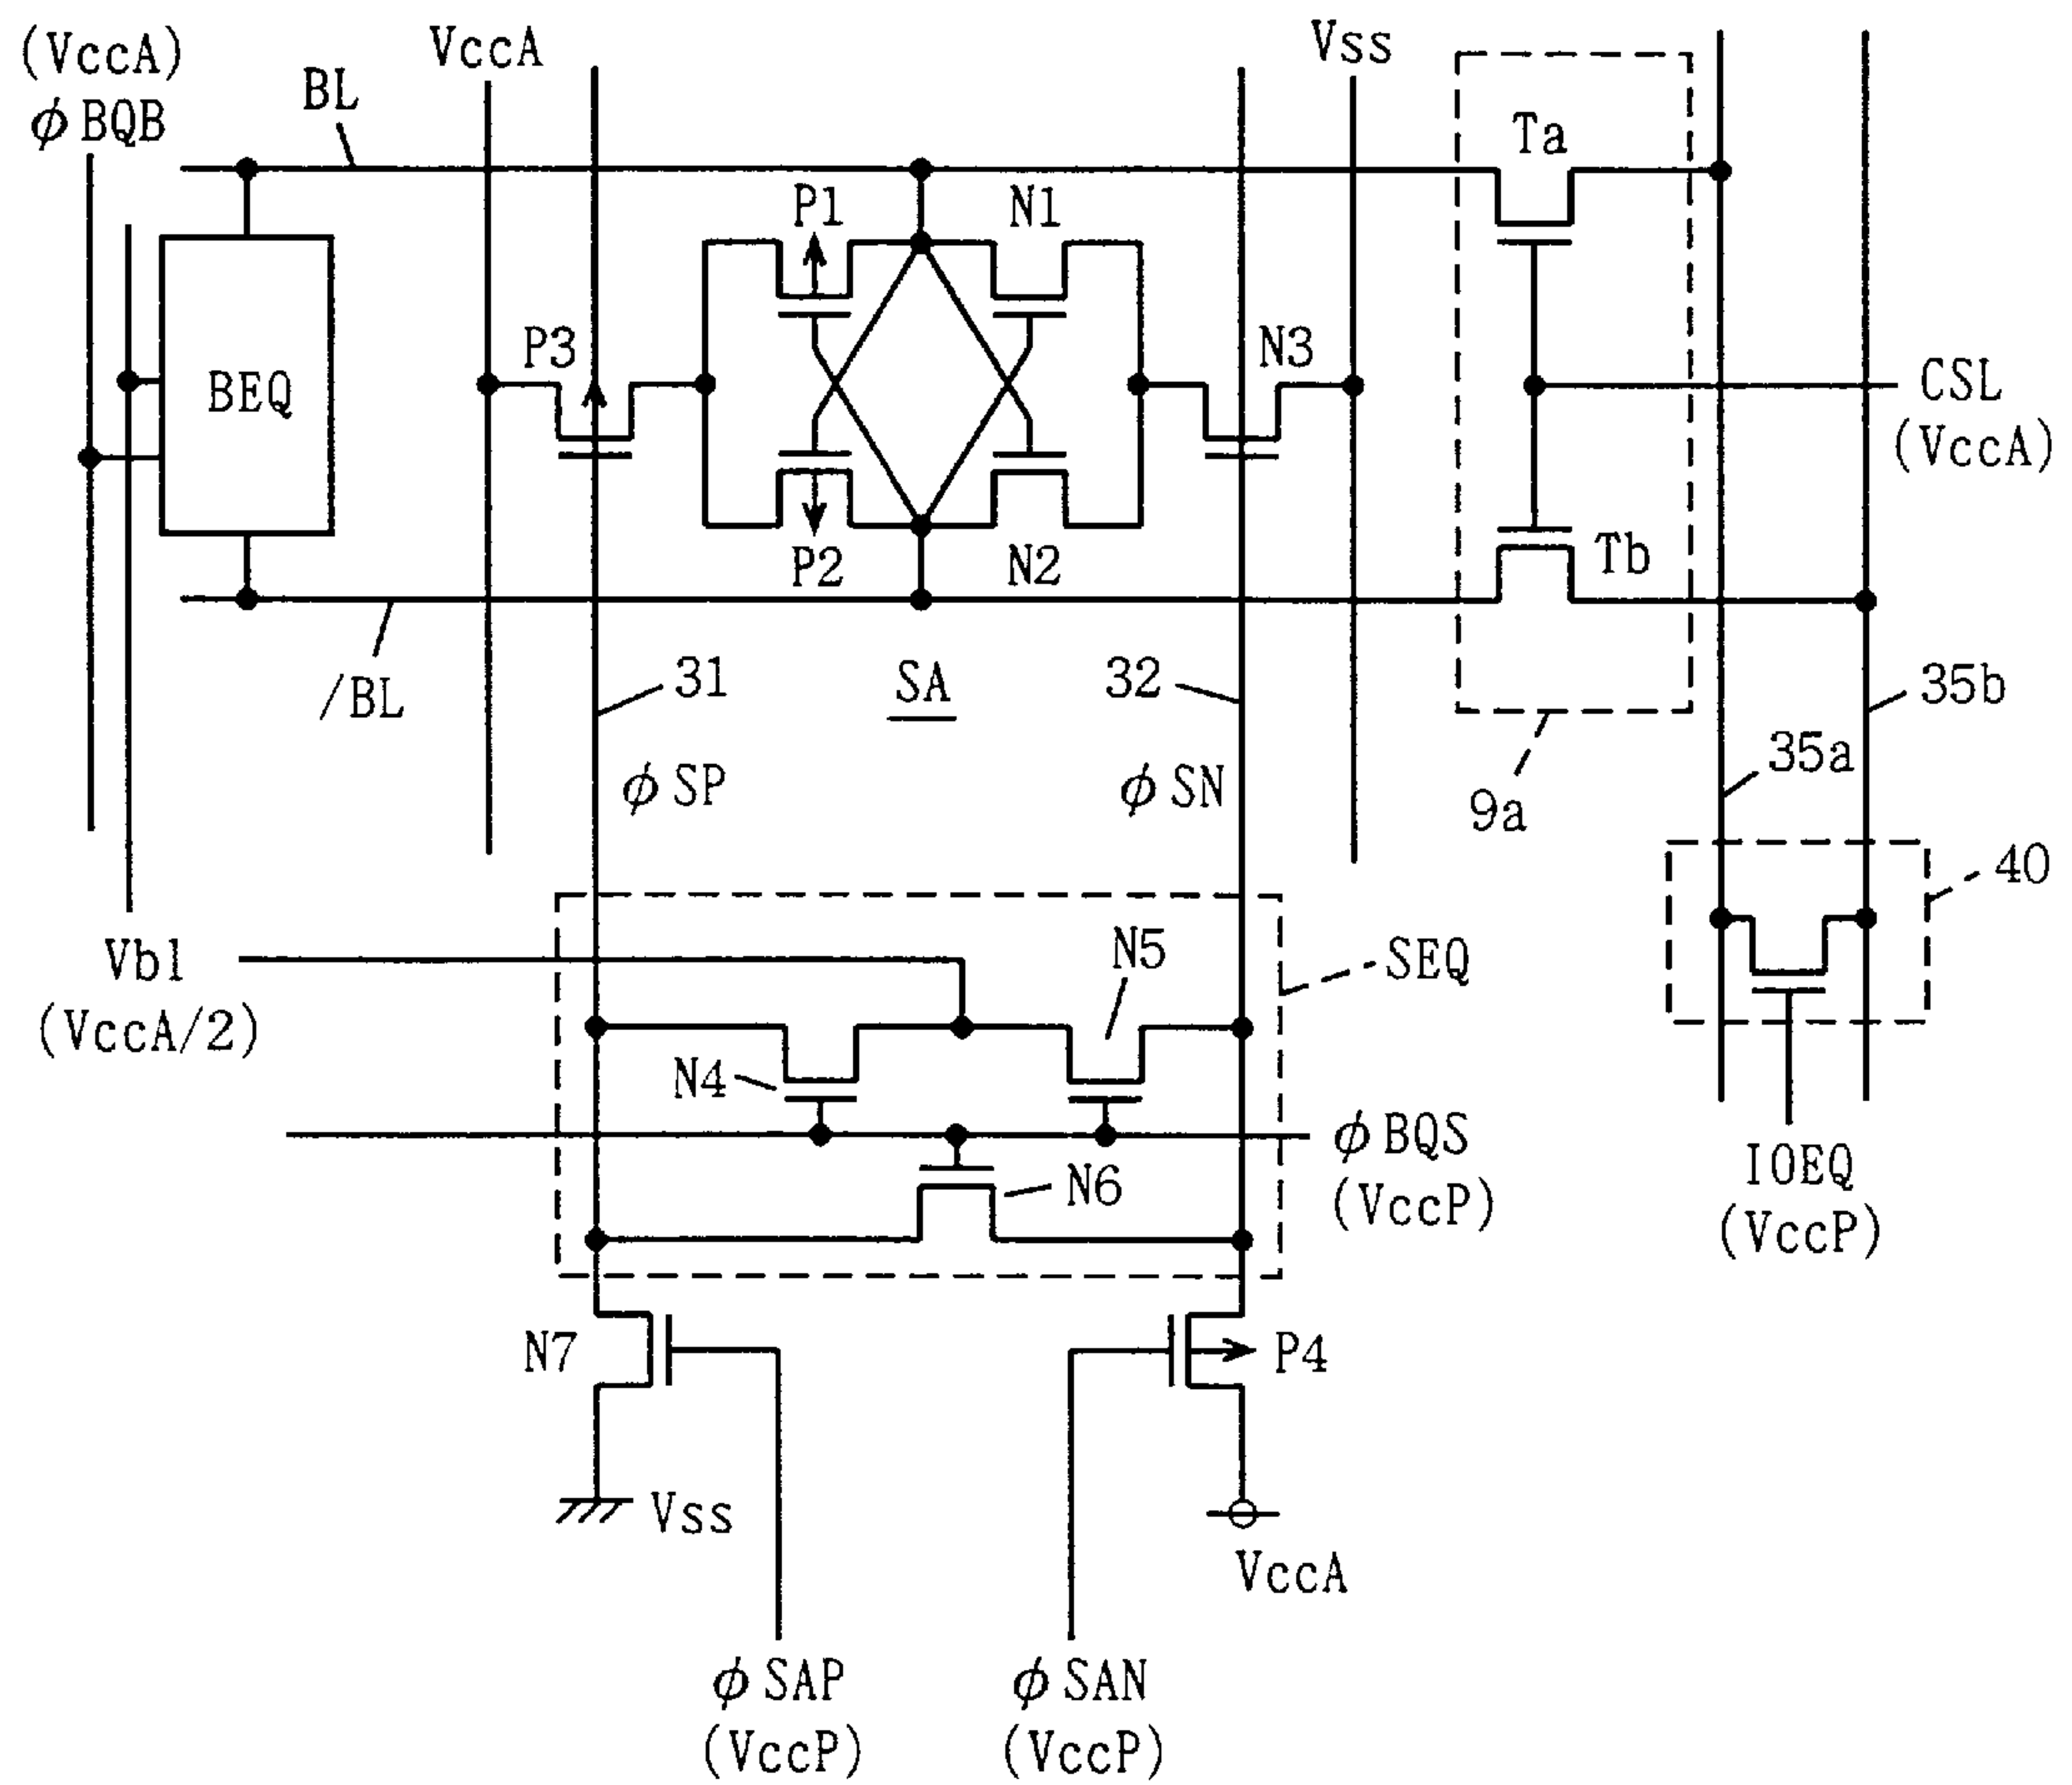 (VccA)
φBQB
BL
VccA
Vss
Ta
P1
N1
P3
N3
BEQ
CSL
(VccA)
P2
N2
Tb
/BL
31
SA
32
35b
φSP
φSN
9a
35a
40
Vbl
(VccA/2)
N5
SEQ
N4
φBQS
(VccP)
N6
IOEQ
(VccP)
N7
P4
Vss
VccA
φSAP
(VccP)
φSAN
(VccP)